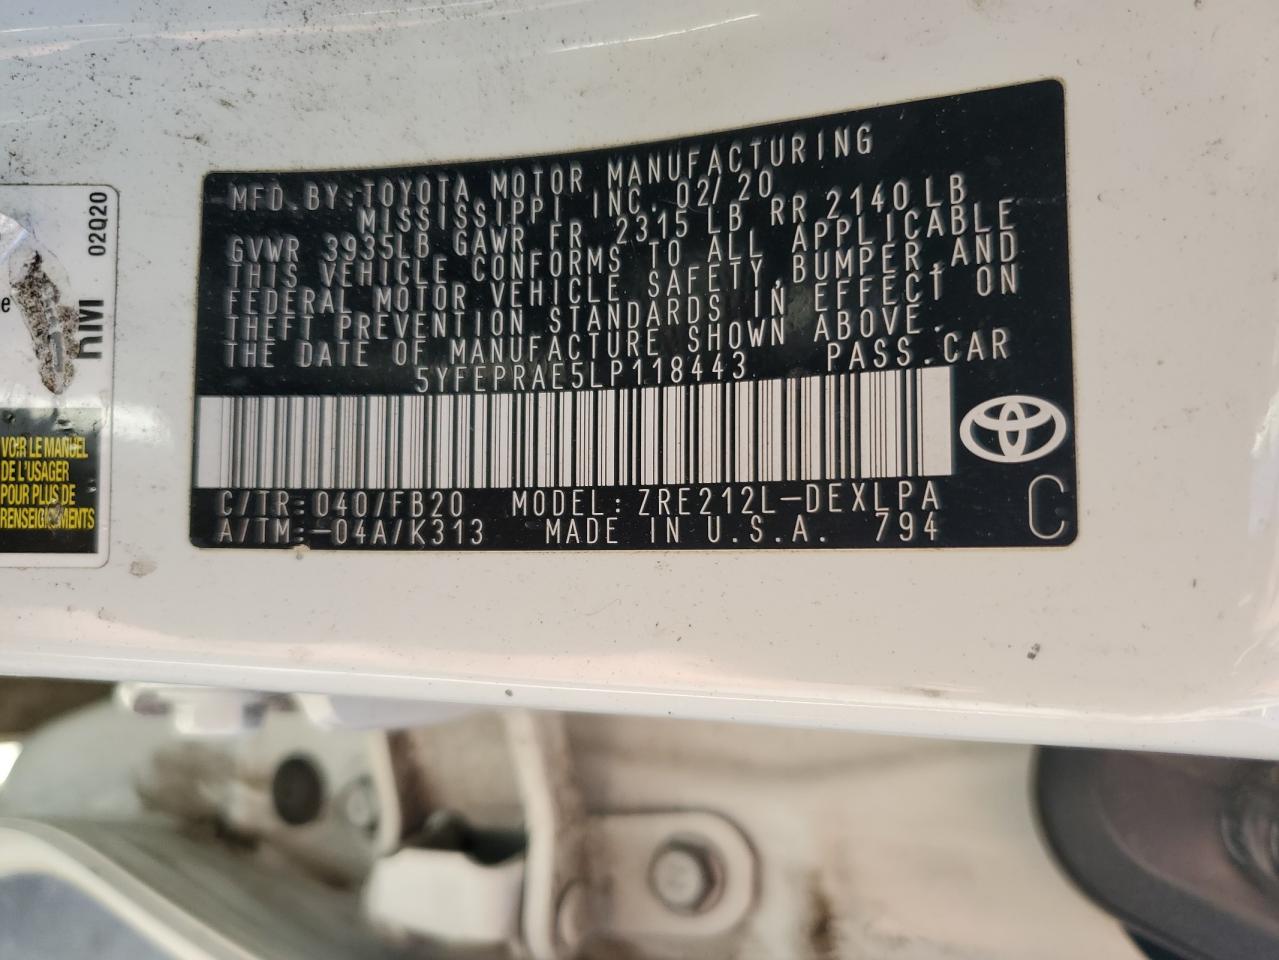 MFD.BY:TOYOTA MOTOR MANUFACTURING
MISSISSIPPI INC. 02/20
GVWR 3935LB GAWR FR 2315 LB RR 2140 LB
THIS VEHICLE CONFORMS TO ALL APPLICABLE
FEDERAL MOTOR VEHICLE SAFETY, BUMPER, AND
THEFT PREVENTION STANDARDS IN EFFECT ON
THE DATE OF MANUFACTURE SHOWN ABOVE.
5YFEPRAE5LP118443 PASS.CAR
C/TR: 040/FB20 MODEL: ZRE212L-DEXLPA
A/TM: -04A/K313 MADE IN U.S.A. 794
C
02020
RMI
e
VOIR LE MANUEL
DE L'USAGER
POUR PLUS DE
RENSEIGNEMENTS